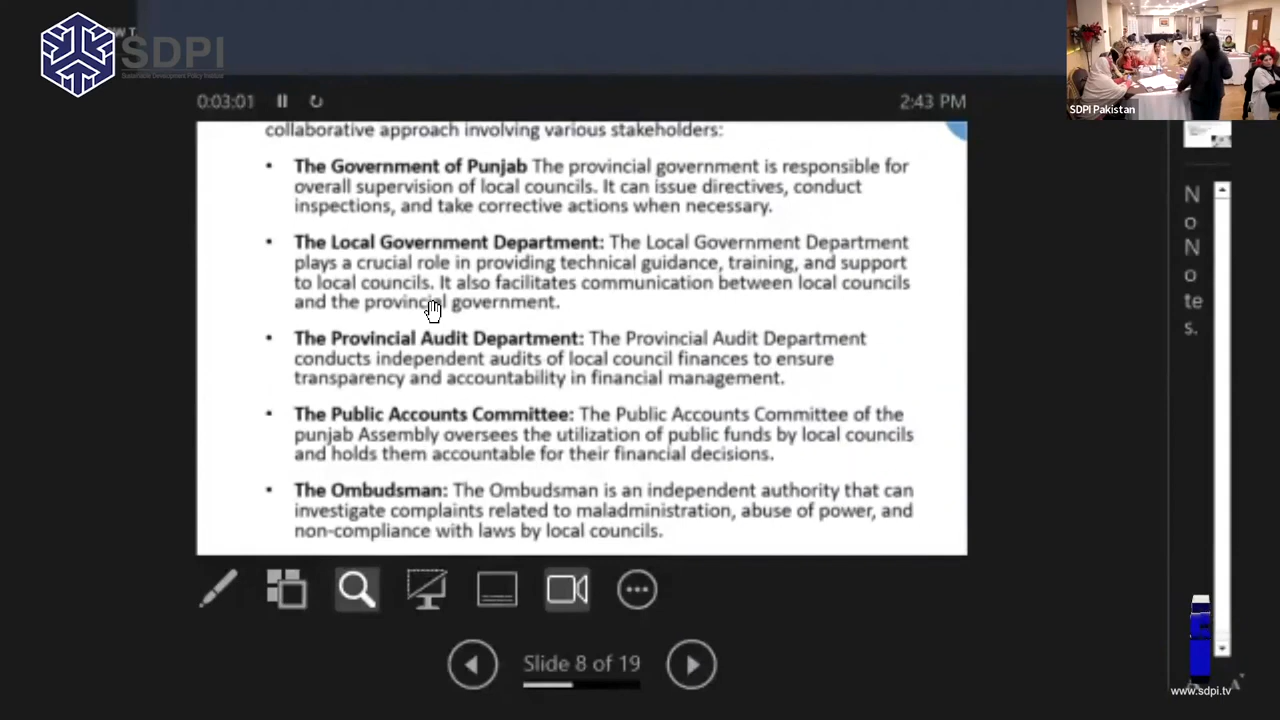 SDPI
Sustainable Development Policy Institute
0:03:01
2:43 PM
SDPI Pakistan
collaborative approach involving various stakeholders:
• The Government of Punjab The provincial government is responsible for
overall supervision of local councils. It can issue directives, conduct
inspections, and take corrective actions when necessary.
• The Local Government Department: The Local Government Department
plays a crucial role in providing technical guidance, training, and support
to local councils. It also facilitates communication between local councils
and the provincial government.
• The Provincial Audit Department: The Provincial Audit Department
conducts independent audits of local council finances to ensure
transparency and accountability in financial management.
• The Public Accounts Committee: The Public Accounts Committee of the
punjab Assembly oversees the utilization of public funds by local councils
and holds them accountable for their financial decisions.
• The Ombudsman: The Ombudsman is an independent authority that can
investigate complaints related to maladministration, abuse of power, and
non-compliance with laws by local councils.
N
o
N
o
te
s.
Slide 8 of 19
www.sdpi.tv